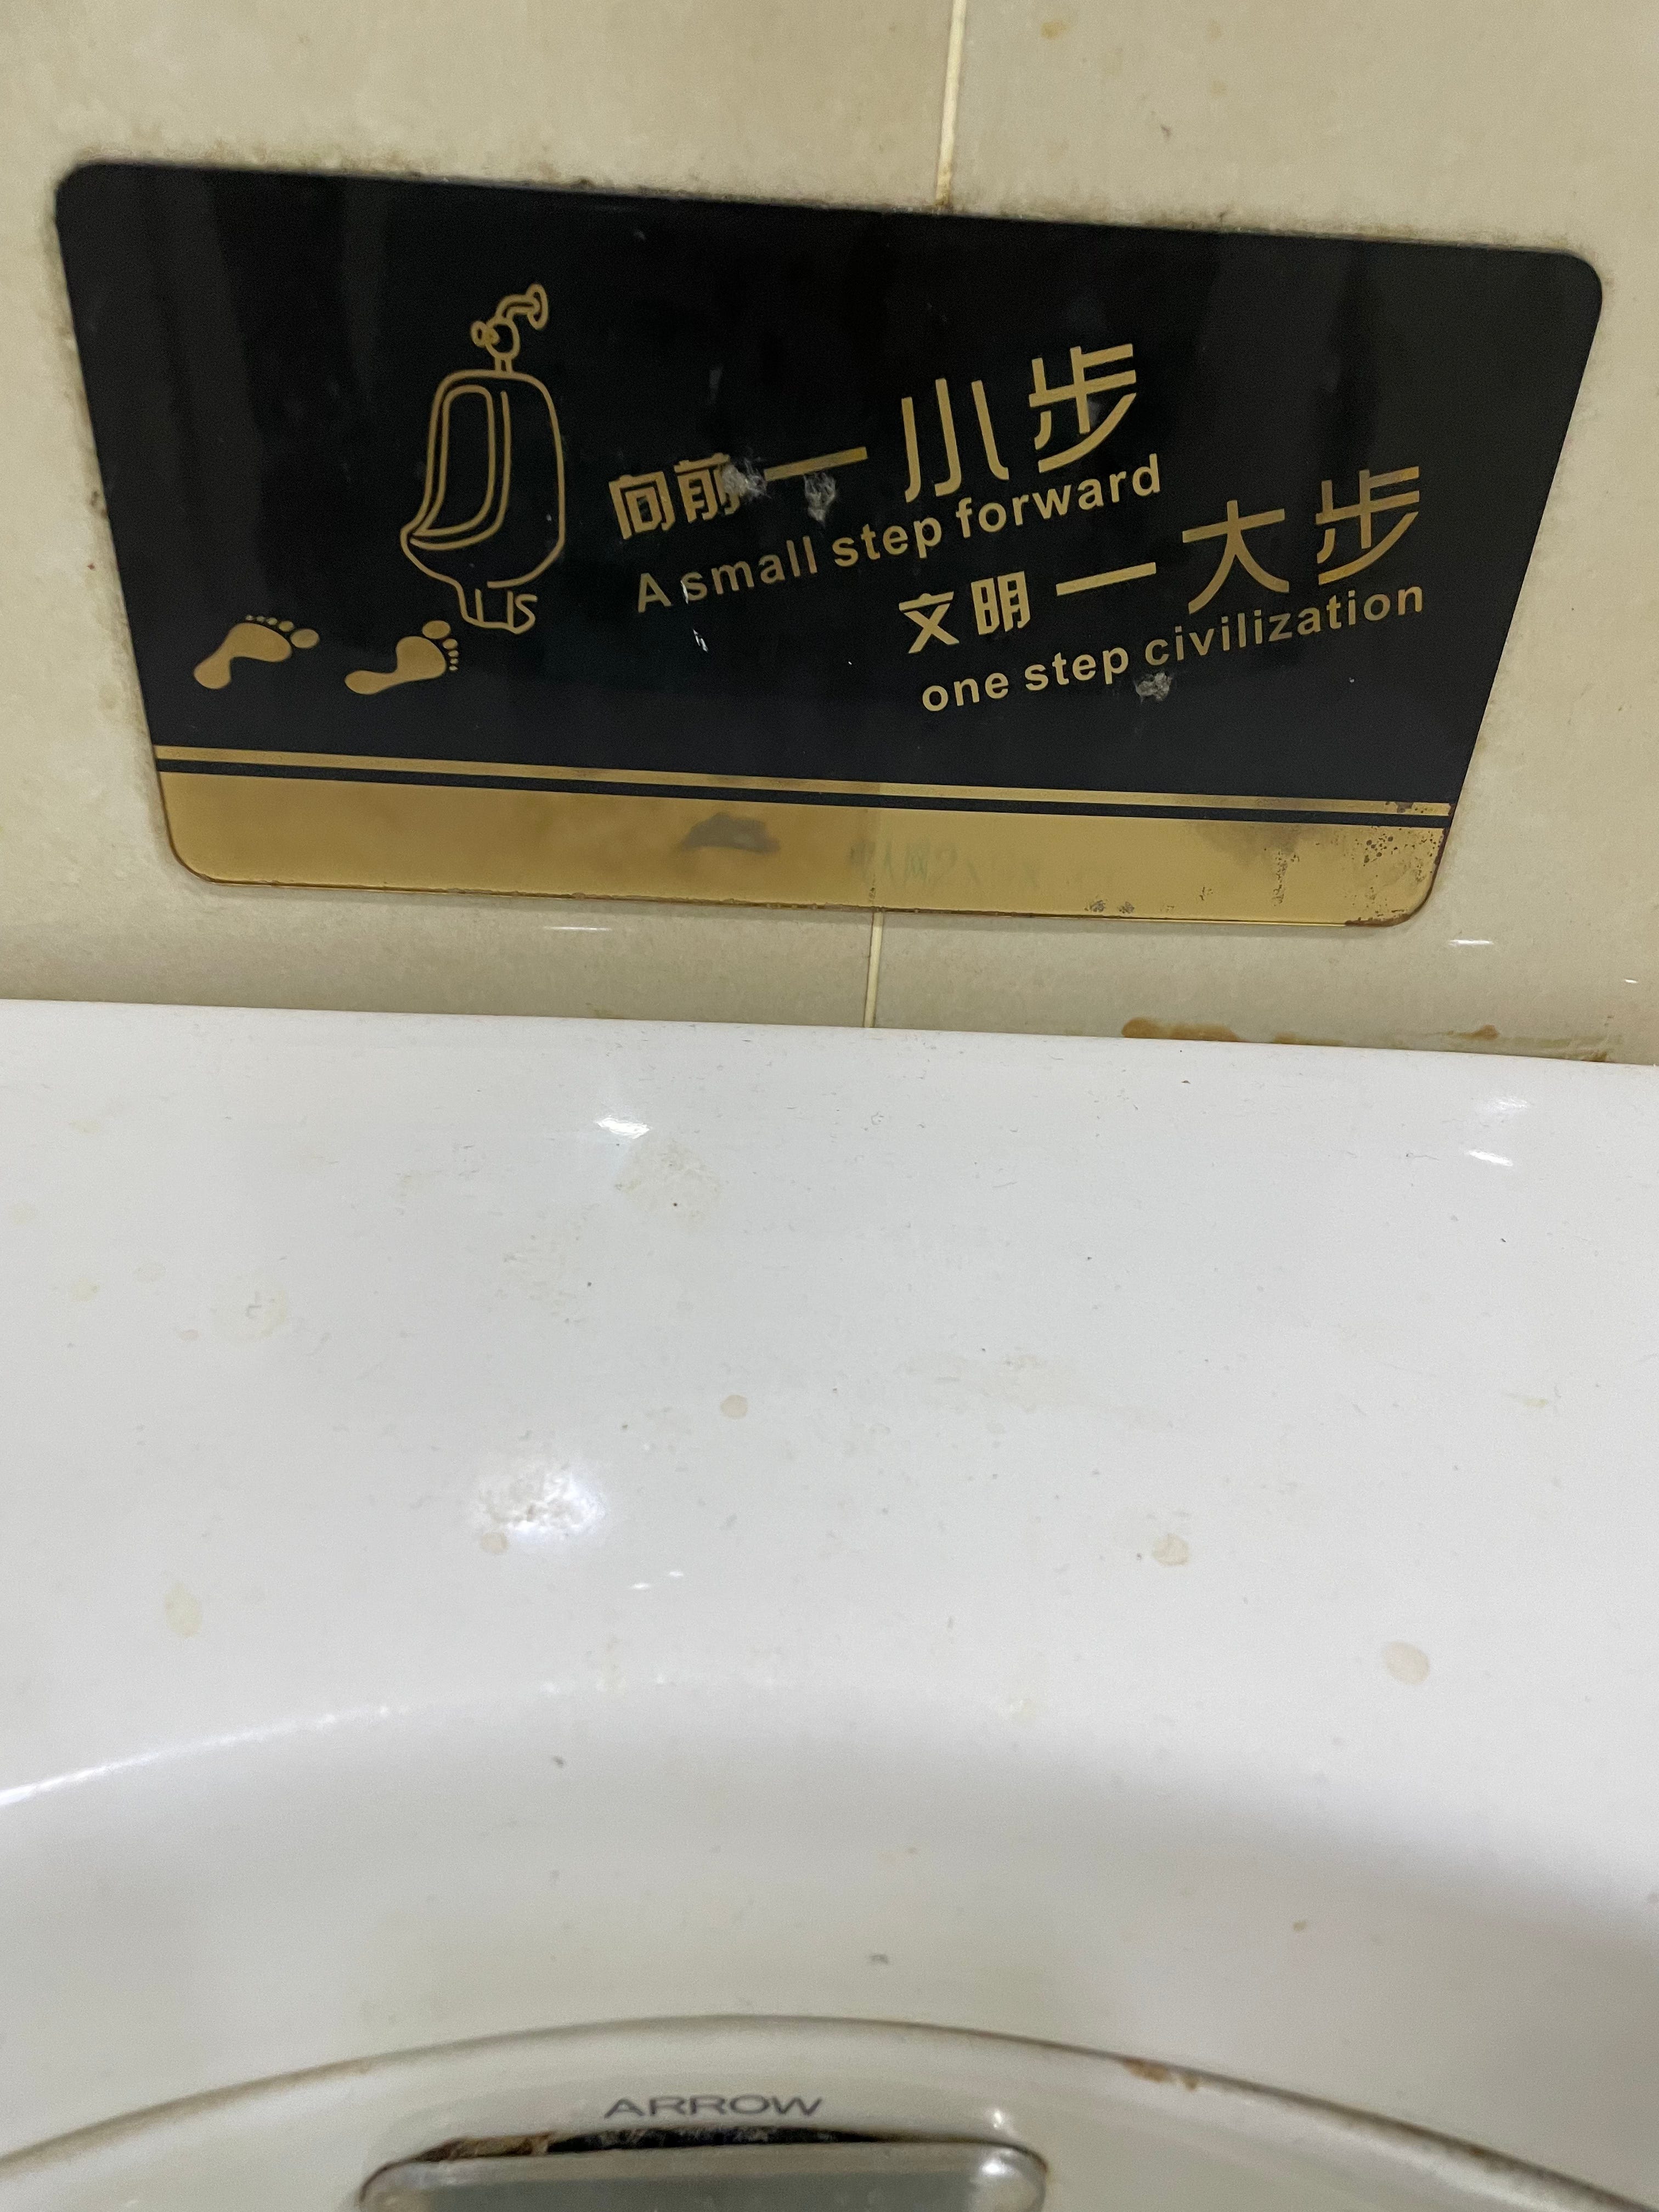 向前一小步
A small step forward
文明一大步
one step civilization
ARROW